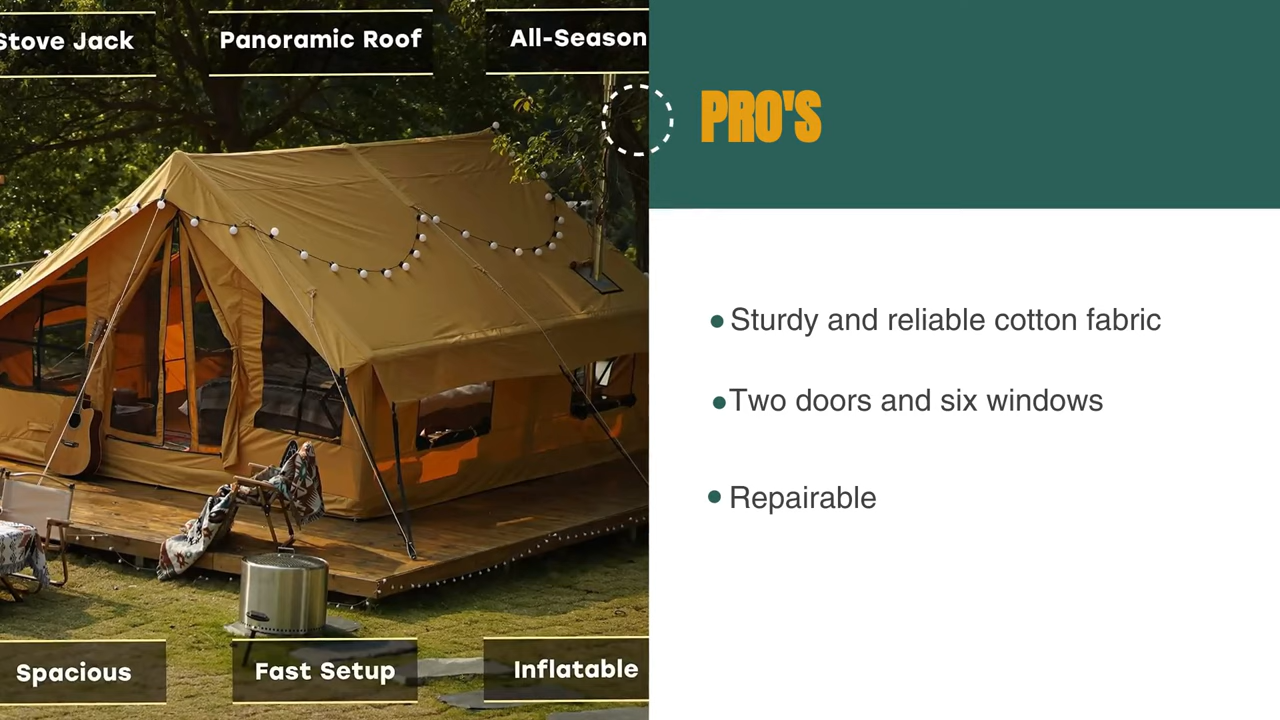 Stove Jack
Panoramic Roof
All-Season
PRO'S
Sturdy and reliable cotton fabric
Two doors and six windows
Repairable
Spacious
Fast Setup
Inflatable